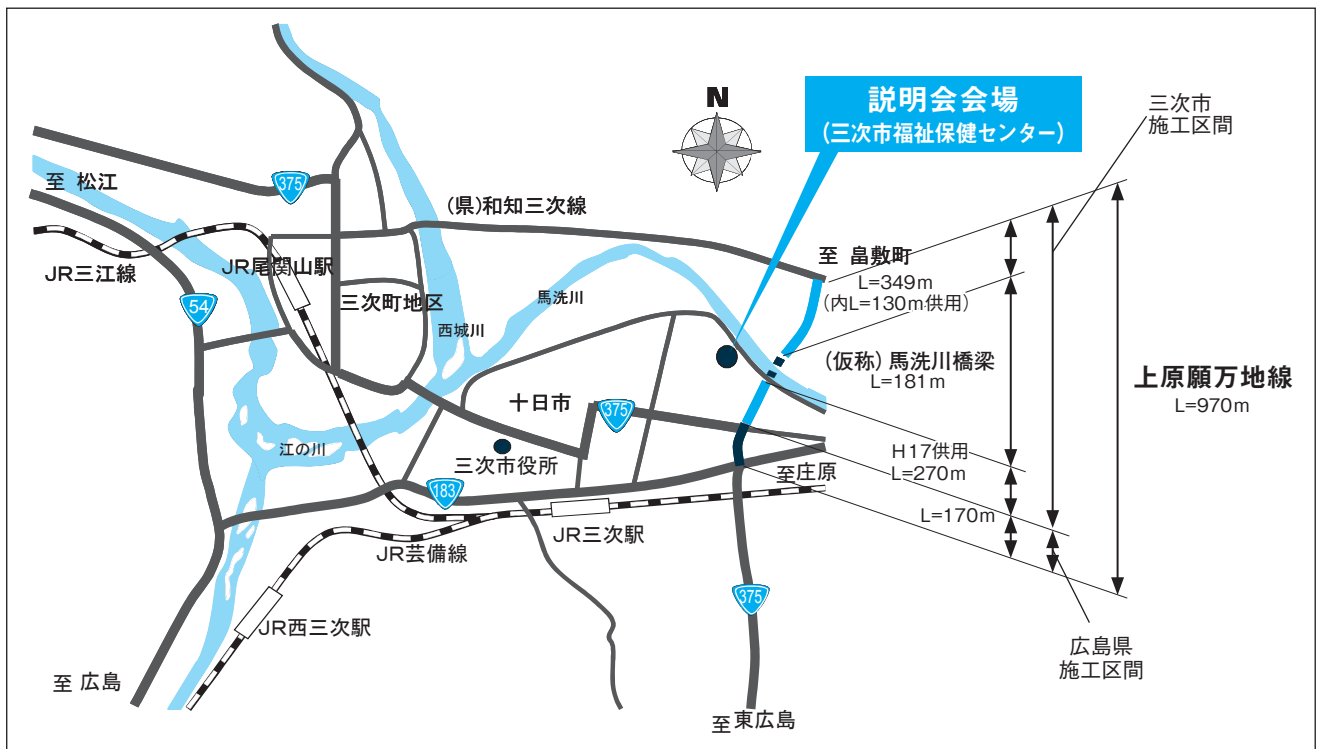 説明会会場
(三次市福祉保健センター)
N
三次市
施工区間
至 松江
375
(県)和知三次線
JR三江線
JR尾関山駅
至 畠敷町
L=349m
(内L=130m供用)
54
三次町地区
馬洗川
西城川
(仮称) 馬洗川橋梁
L=181m
上原願万地線
L=970m
十日市
375
江の川
三次市役所
H17供用
L=270m
183
至庄原
L=170m
JR三次駅
JR芸備線
375
JR西三次駅
広島県
施工区間
至 広島
至東広島